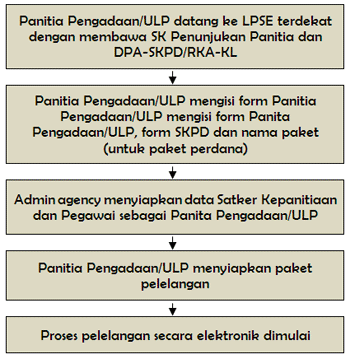 Panitia Pengadaan/ULP datang ke LPSE terdekat
dengan membawa SK Penunjukan Panitia dan
DPA-SKPD/RKA-KL
Panitia Pengadaan/ULP mengisi form Panitia
Pengadaan/ULP mengisi form Panita
Pengadaan/ULP, form SKPD dan nama paket
(untuk paket perdana)
Admin agency menyiapkan data Satker Kepanitiaan
dan Pegawai sebagai Panita Pengadaan/ULP
Panitia Pengadaan/ULP menyiapkan paket
pelelangan
Proses pelelangan secara elektronik dimulai